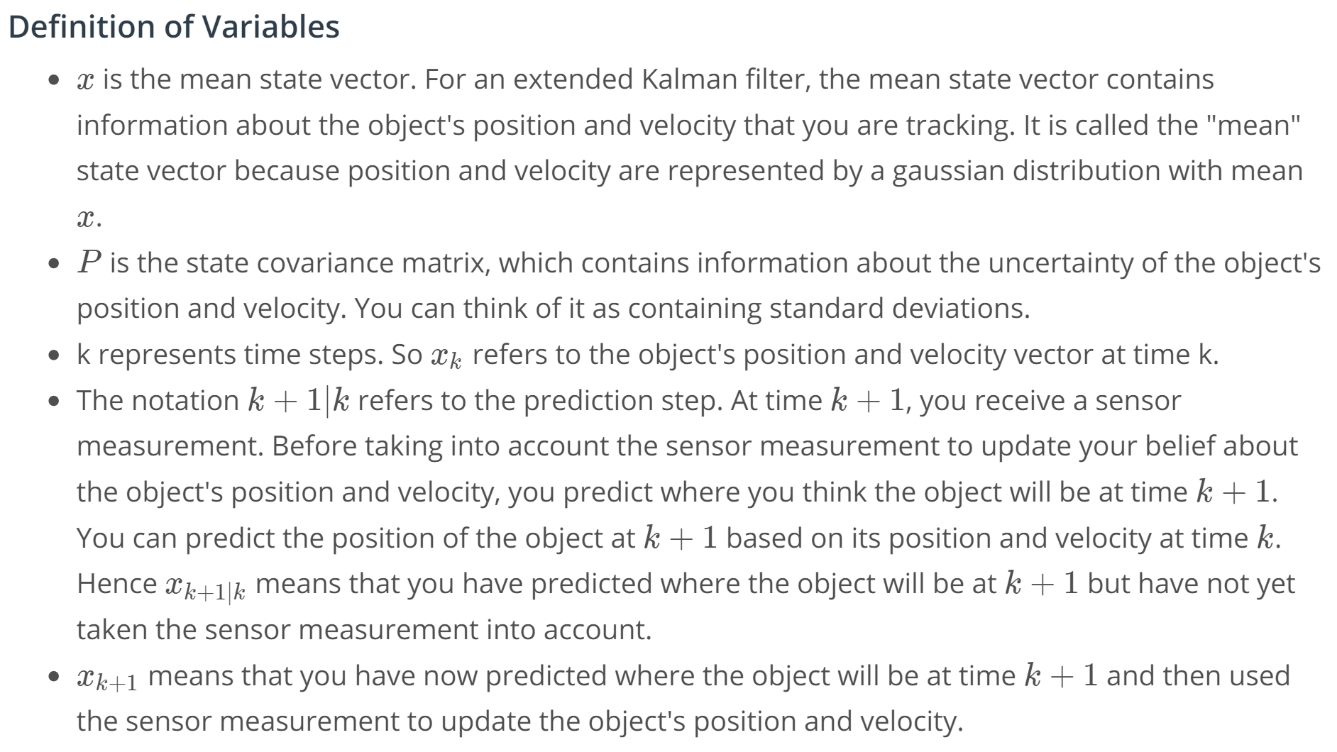 Definition of Variables
• x is the mean state vector. For an extended Kalman filter, the mean state vector contains
information about the object's position and velocity that you are tracking. It is called the "mean"
state vector because position and velocity are represented by a gaussian distribution with mean
x.
• P is the state covariance matrix, which contains information about the uncertainty of the object's
position and velocity. You can think of it as containing standard deviations.
• k represents time steps. So x_k refers to the object's position and velocity vector at time k.
• The notation k + 1|k refers to the prediction step. At time k + 1, you receive a sensor
measurement. Before taking into account the sensor measurement to update your belief about
the object's position and velocity, you predict where you think the object will be at time k + 1.
You can predict the position of the object at k + 1 based on its position and velocity at time k.
Hence x_{k+1|k} means that you have predicted where the object will be at k + 1 but have not yet
taken the sensor measurement into account.
• x_{k+1} means that you have now predicted where the object will be at time k + 1 and then used
the sensor measurement to update the object's position and velocity.